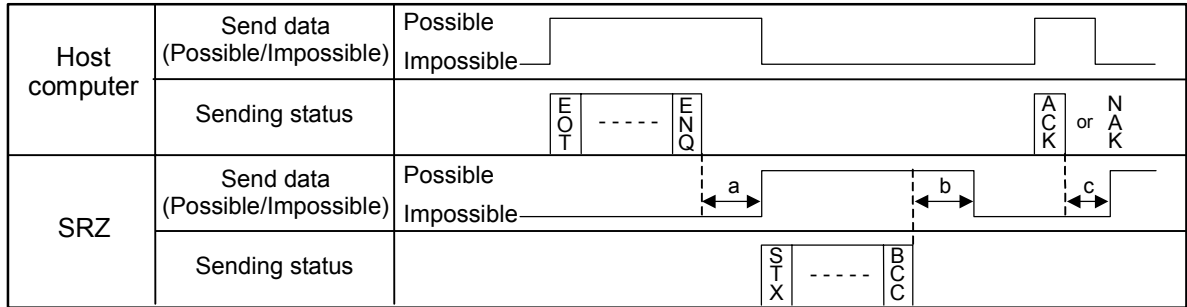 Host
computer
Send data
(Possible/Impossible)
Possible
Impossible
Sending status
EOT
- - - - -
ENQ
ACK
or
NAK
SRZ
Send data
(Possible/Impossible)
Possible
Impossible
a
b
c
Sending status
STX
- - - - -
BCC